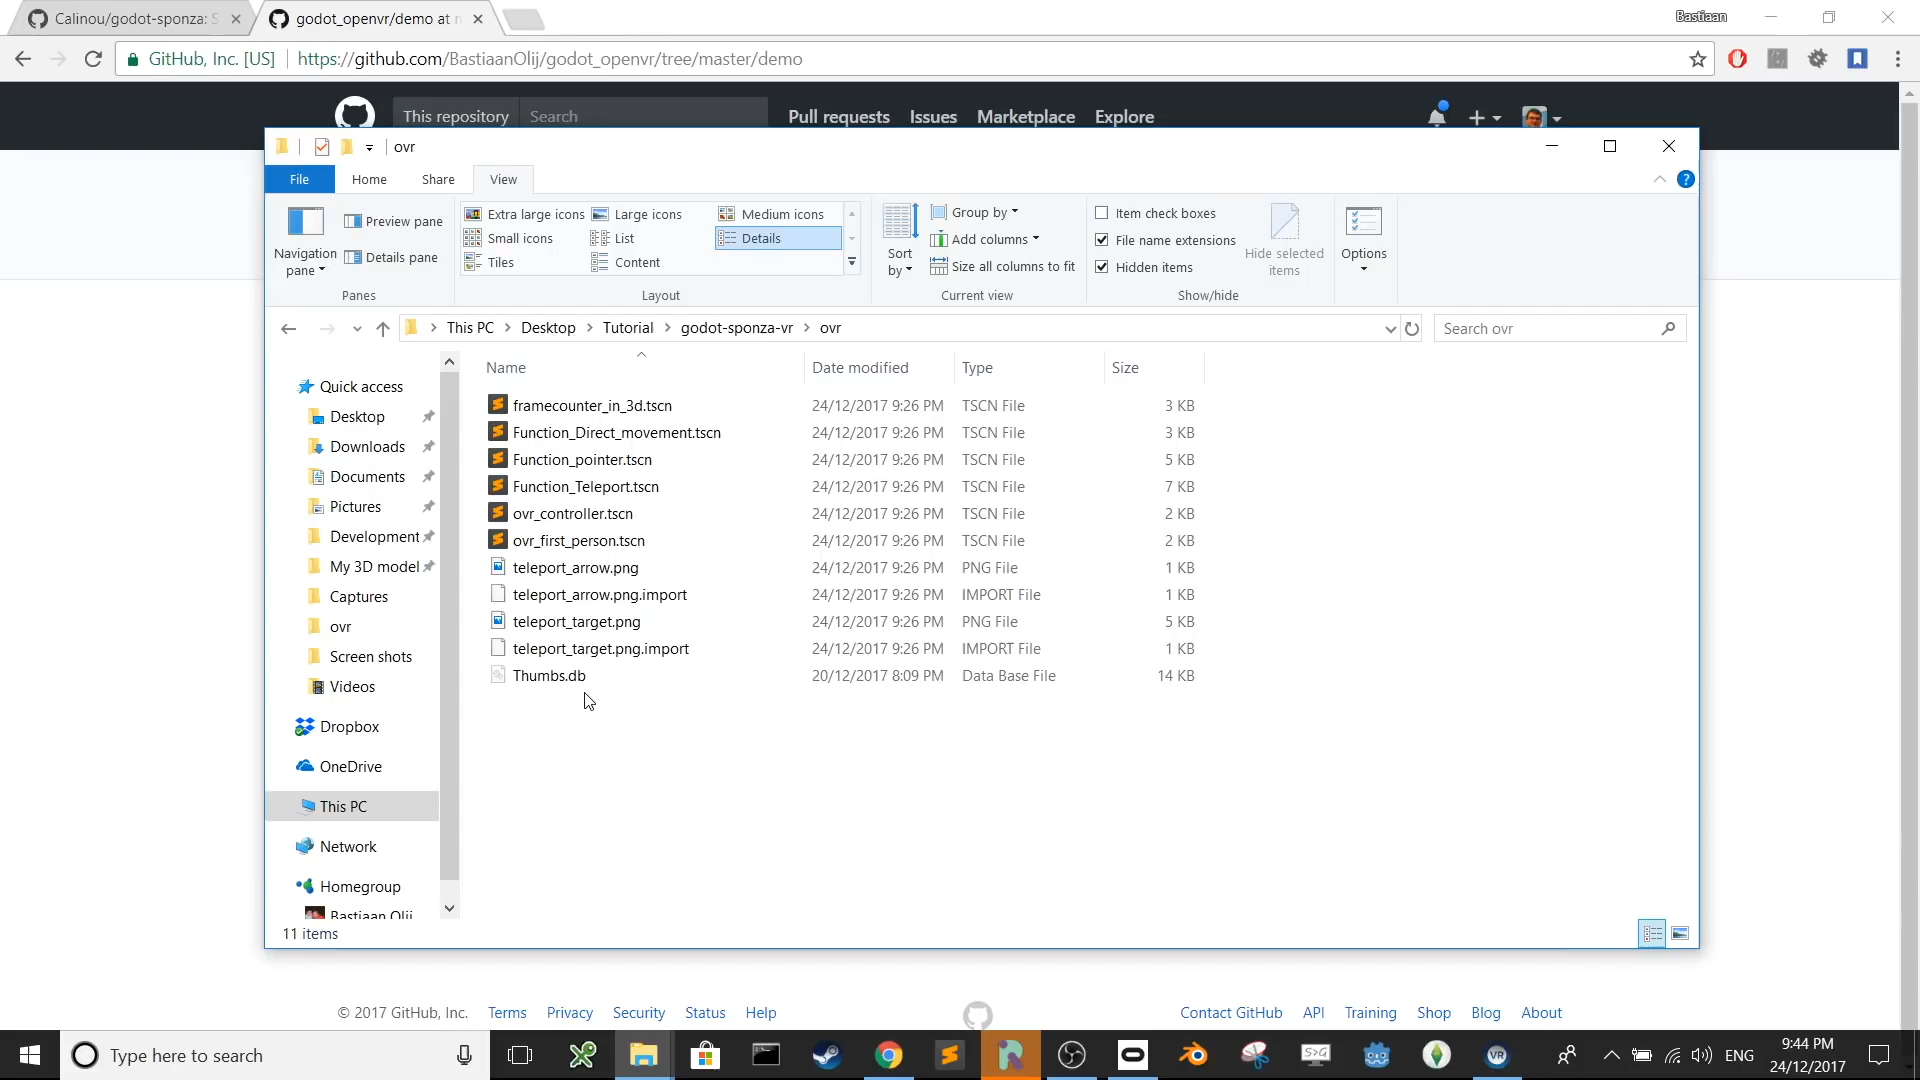 Calinou/godot-sponza: S
godot_openvr/demo at m
Bastiaan
GitHub, Inc. [US]
https://github.com/BastiaanOlij/godot_openvr/tree/master/demo
This repository
Search
Pull requests
Issues
Marketplace
Explore
ovr
File
Home
Share
View
Navigation
pane
Preview pane
Details pane
Panes
Extra large icons
Large icons
Medium icons
Small icons
List
Details
Tiles
Content
Layout
Sort
by
Group by
Add columns
Size all columns to fit
Current view
Item check boxes
File name extensions
Hidden items
Hide selected
items
Show/hide
Options
This PC > Desktop > Tutorial > godot-sponza-vr > ovr
Search ovr
Quick access
Desktop
Downloads
Documents
Pictures
Development
My 3D model
Captures
ovr
Screen shots
Videos
Dropbox
OneDrive
This PC
Network
Homegroup
Bastiaan Olij
Name Date modified Type Size
framecounter_in_3d.tscn 24/12/2017 9:26 PM TSCN File 3 KB
Function_Direct_movement.tscn 24/12/2017 9:26 PM TSCN File 3 KB
Function_pointer.tscn 24/12/2017 9:26 PM TSCN File 5 KB
Function_Teleport.tscn 24/12/2017 9:26 PM TSCN File 7 KB
ovr_controller.tscn 24/12/2017 9:26 PM TSCN File 2 KB
ovr_first_person.tscn 24/12/2017 9:26 PM TSCN File 2 KB
teleport_arrow.png 24/12/2017 9:26 PM PNG File 1 KB
teleport_arrow.png.import 24/12/2017 9:26 PM IMPORT File 1 KB
teleport_target.png 24/12/2017 9:26 PM PNG File 5 KB
teleport_target.png.import 24/12/2017 9:26 PM IMPORT File 1 KB
Thumbs.db 20/12/2017 8:09 PM Data Base File 14 KB
11 items
© 2017 GitHub, Inc. Terms Privacy Security Status Help
Contact GitHub API Training Shop Blog About
Type here to search
VR
ENG
9:44 PM
24/12/2017